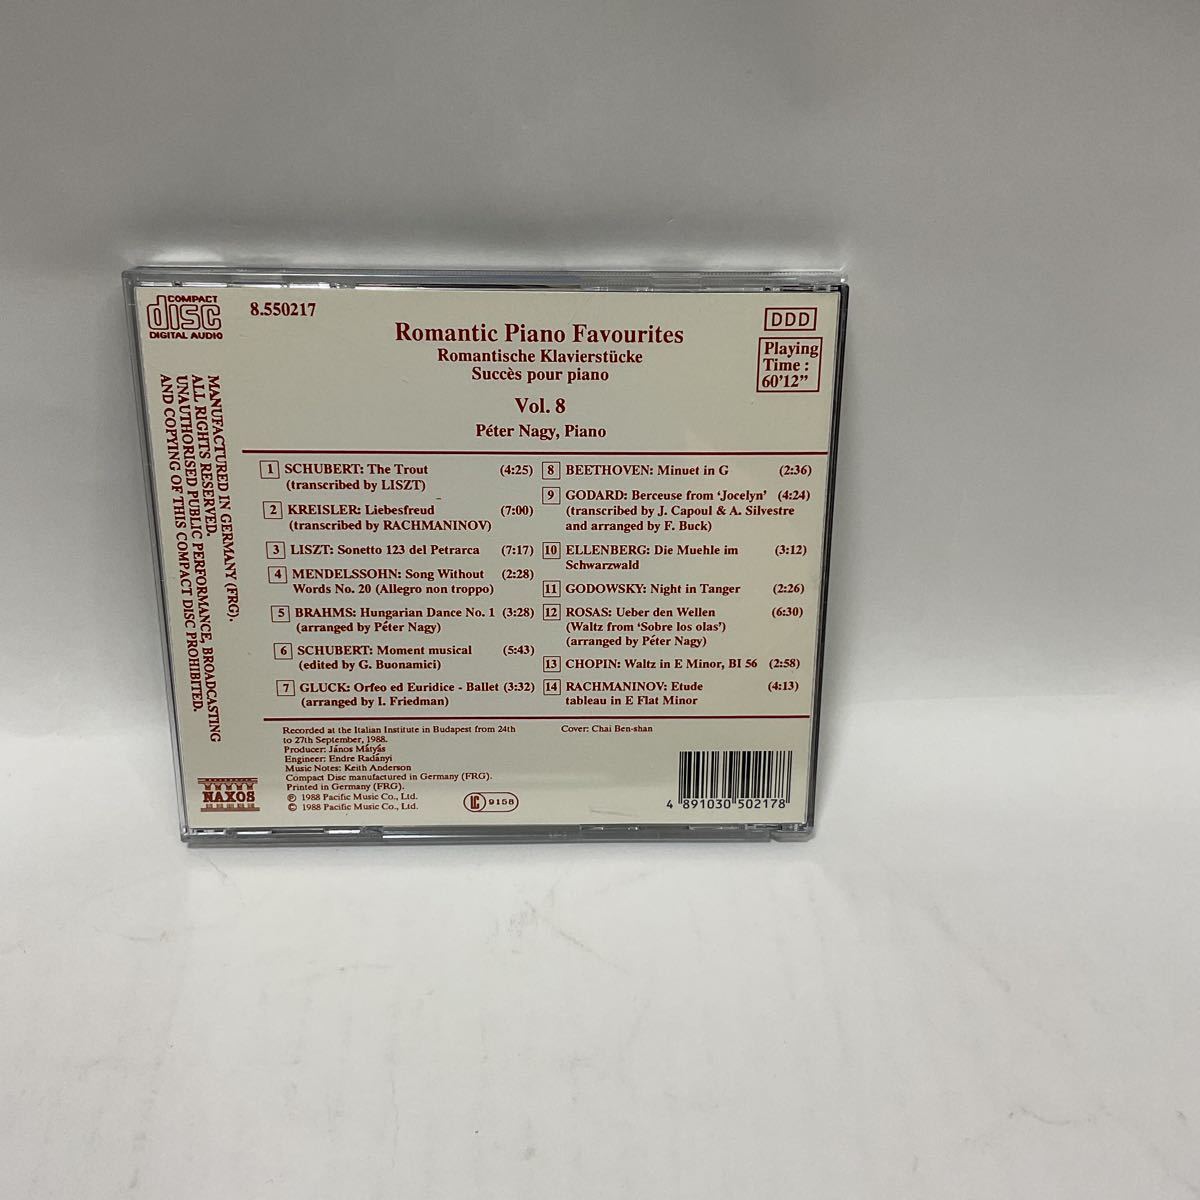 COMPACT
disc
DIGITAL AUDIO
8.550217
Romantic Piano Favourites
Romantische Klavierstücke
Succès pour piano
Vol. 8
Péter Nagy, Piano
DDD
Playing
Time :
60'12"
MANUFACTURED IN GERMANY (FRG).
ALL RIGHTS RESERVED.
UNAUTHORISED PUBLIC PERFORMANCE, BROADCASTING
AND COPYING OF THIS COMPACT DISC PROHIBITED.
1 SCHUBERT: The Trout (4:25)
(transcribed by LISZT)
2 KREISLER: Liebesfreud (7:00)
(transcribed by RACHMANINOV)
3 LISZT: Sonetto 123 del Petrarca (7:17)
4 MENDELSSOHN: Song Without (2:28)
Words No. 20 (Allegro non troppo)
5 BRAHMS: Hungarian Dance No. 1 (3:28)
(arranged by Péter Nagy)
6 SCHUBERT: Moment musical (5:43)
(edited by G. Buonamici)
7 GLUCK: Orfeo ed Euridice - Ballet (3:32)
(arranged by I. Friedman)
8 BEETHOVEN: Minuet in G (2:36)
9 GODARD: Berceuse from 'Jocelyn' (4:24)
(transcribed by J. Capoul & A. Silvestre
and arranged by F. Buck)
10 ELLENBERG: Die Muehle im (3:12)
Schwarzwald
11 GODOWSKY: Night in Tanger (2:26)
12 ROSAS: Ueber den Wellen (6:30)
(Waltz from 'Sobre los olas')
(arranged by Péter Nagy)
13 CHOPIN: Waltz in E Minor, BI 56 (2:58)
14 RACHMANINOV: Etude (4:13)
tableau in E Flat Minor
Recorded at the Italian Institute in Budapest from 24th
to 27th September, 1988.
Producer: János Mátyás
Engineer: Endre Radányi
Music Notes: Keith Anderson
Compact Disc manufactured in Germany (FRG).
Printed in Germany (FRG).
℗ 1988 Pacific Music Co., Ltd.
© 1988 Pacific Music Co., Ltd.
Cover: Chai Ben-shan
LC 9158
NAXOS
4 891030 502178